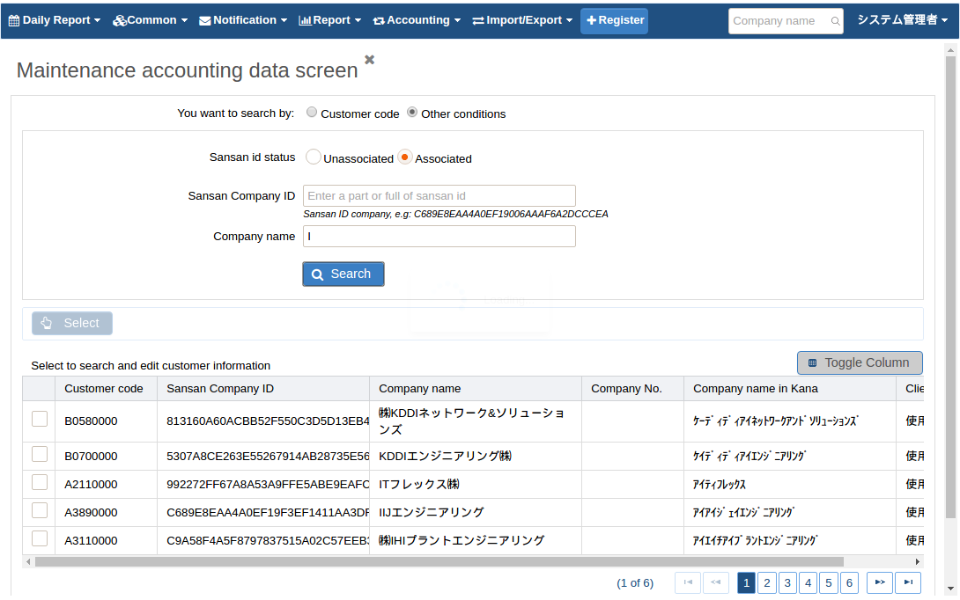 Daily Report Common Notification Report Accounting Import/Export Register Company name システム管理者
Maintenance accounting data screen
You want to search by: Customer code Other conditions
Sansan id status Unassociated Associated
Sansan Company ID Enter a part or full of sansan id
Sansan ID company, e.g: C689E8EAA4A0EF19006AAAF6A2DCCCEA
Company name I
Search
Select
Select to search and edit customer information Toggle Column
Customer code Sansan Company ID Company name Company No. Company name in Kana Clie
B0580000 813160A60ACBB52F550C3D5D13EB4 ㈱KDDIネットワーク&ソリューションズ ｹｰﾃﾞｨﾃﾞｨｱｲﾈｯﾄﾜｰｸｱﾝﾄﾞｿﾘｭｰｼｮﾝｽﾞ 使用
B0700000 5307A8CE263E55267914AB28735E56 KDDIエンジニアリング㈱ ｹｲﾃﾞｨﾃﾞｨｱｲｴﾝｼﾞﾆｱﾘﾝｸﾞ 使用
A2110000 992272FF67A8A53A9FFE5ABE9EAFC ITフレックス㈱ ｱｲﾃｨﾌﾚｯｸｽ 使用
A3890000 C689E8EAA4A0EF19F3EF1411AA3DF IIJエンジニアリング ｱｲｱｲｼﾞｪｲｴﾝｼﾞﾆｱﾘﾝｸﾞ 使用
A3110000 C9A58F4A5F8797837515A02C57EEB3 ㈱IHIプラントエンジニアリング ｱｲｴｲﾁｱｲﾌﾟﾗﾝﾄｴﾝｼﾞﾆｱﾘﾝｸﾞ 使用
(1 of 6) 1 2 3 4 5 6